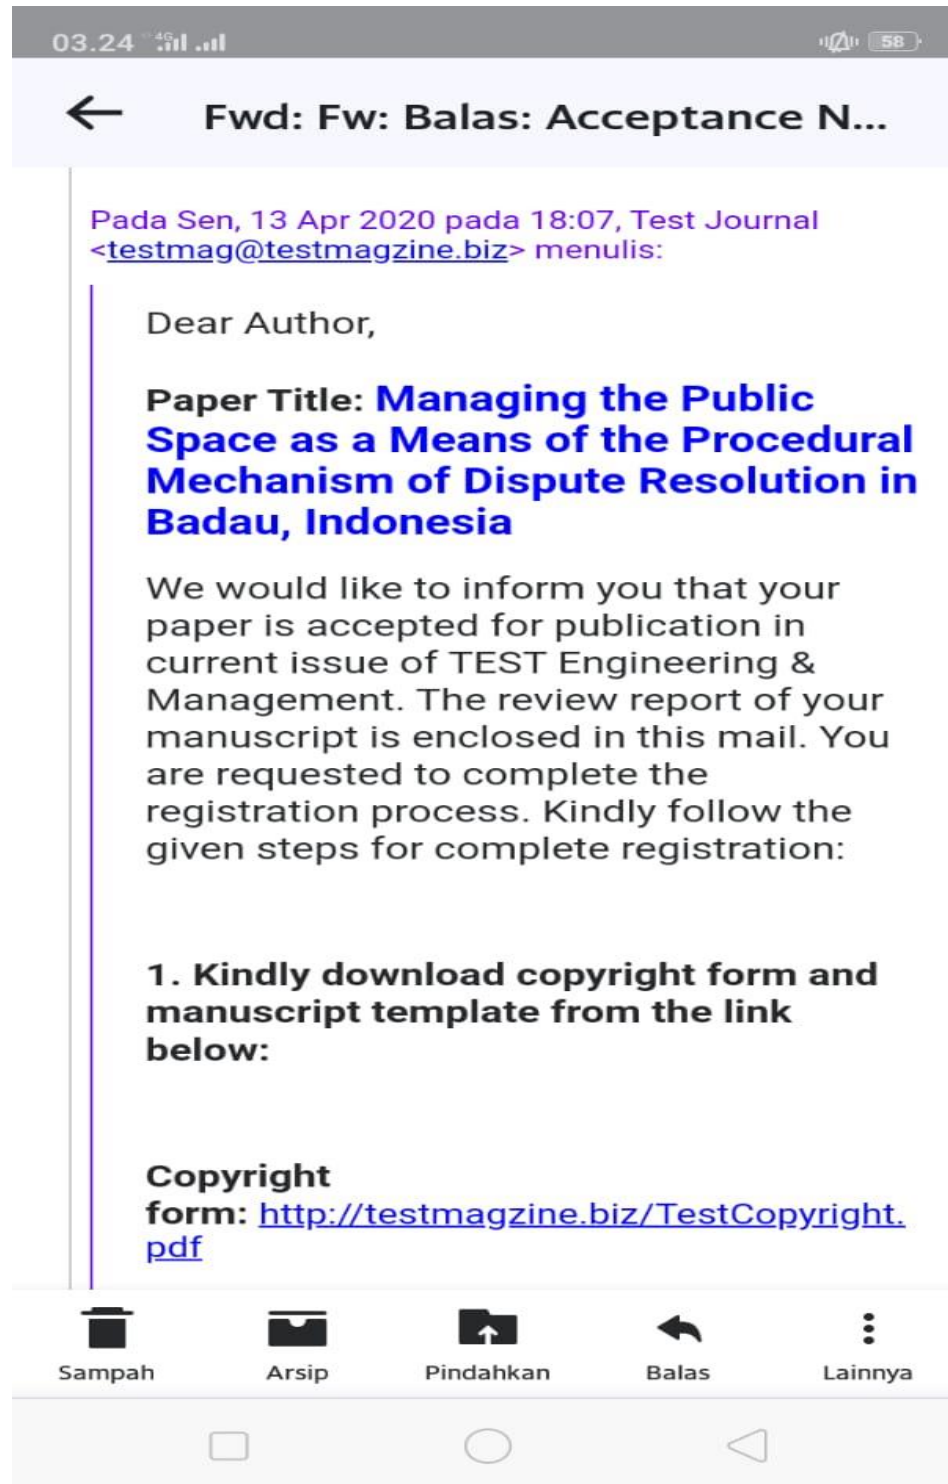 03.24 4G
58
Fwd: Fw: Balas: Acceptance N...
Pada Sen, 13 Apr 2020 pada 18:07, Test Journal
<testmag@testmagzine.biz> menulis:
Dear Author,
Paper Title: Managing the Public
Space as a Means of the Procedural
Mechanism of Dispute Resolution in
Badau, Indonesia
We would like to inform you that your
paper is accepted for publication in
current issue of TEST Engineering &
Management. The review report of your
manuscript is enclosed in this mail. You
are requested to complete the
registration process. Kindly follow the
given steps for complete registration:
1. Kindly download copyright form and
manuscript template from the link
below:
Copyright
form: http://testmagzine.biz/TestCopyright.
pdf
Sampah Arsip Pindahkan Balas Lainnya